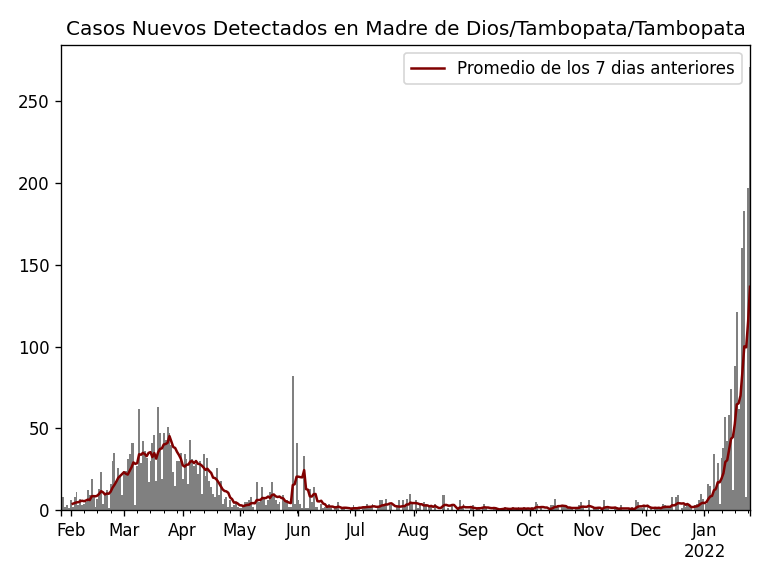 Casos Nuevos Detectados en Madre de Dios/Tambopata/Tambopata
Promedio de los 7 dias anteriores
250
200
150
100
50
0
Feb Mar Apr May Jun Jul Aug Sep Oct Nov Dec Jan
2022